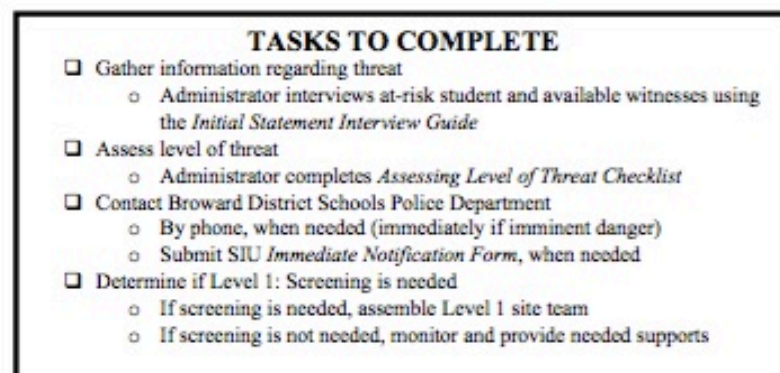 TASKS TO COMPLETE
❑ Gather information regarding threat
o Administrator interviews at-risk student and available witnesses using
the Initial Statement Interview Guide
❑ Assess level of threat
o Administrator completes Assessing Level of Threat Checklist
❑ Contact Broward District Schools Police Department
o By phone, when needed (immediately if imminent danger)
o Submit SIU Immediate Notification Form, when needed
❑ Determine if Level 1: Screening is needed
o If screening is needed, assemble Level 1 site team
o If screening is not needed, monitor and provide needed supports